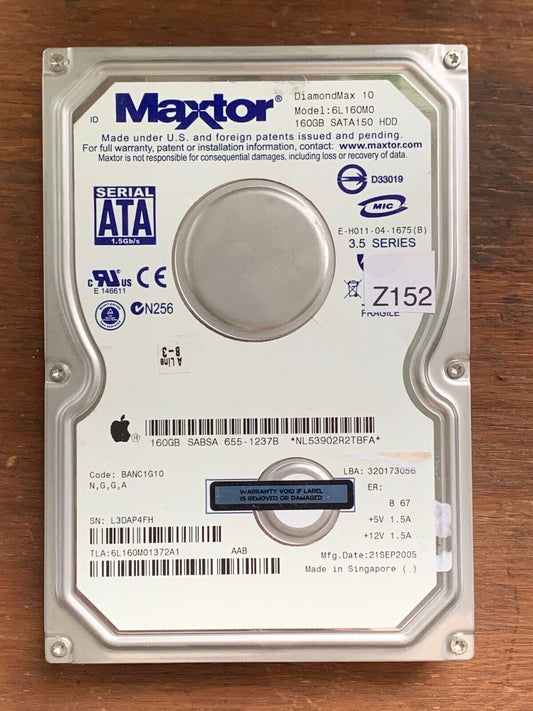 DiamondMax 10
ID Maxtor®
Model:6L160M0
160GB SATA150 HDD
Made under U.S. and foreign patents issued and pending.
For full warranty, patent or installation information, contact: www.maxtor.com
Maxtor is not responsible for consequential damages, including loss or recovery of data.
D33019
SERIAL
ATA
1.5Gb/s
MIC
E-H011-04-1675(B)
3.5 SERIES
c RU us CE
E 146611
Z152
N256
FRAGILE
A Line
B-3
160GB SABSA 655-1237B *NL53902R2TBFA*
Code: BANC1G10
N,G,G,A
LBA: 320173056
ER:
WARRANTY VOID IF LABEL
IS REMOVED OR DAMAGED
B 67
SN: L3DAP4FH
+5V 1.5A
+12V 1.5A
TLA:6L160M01372A1 AAB
Mfg.Date:21SEP2005
Made in Singapore ( )